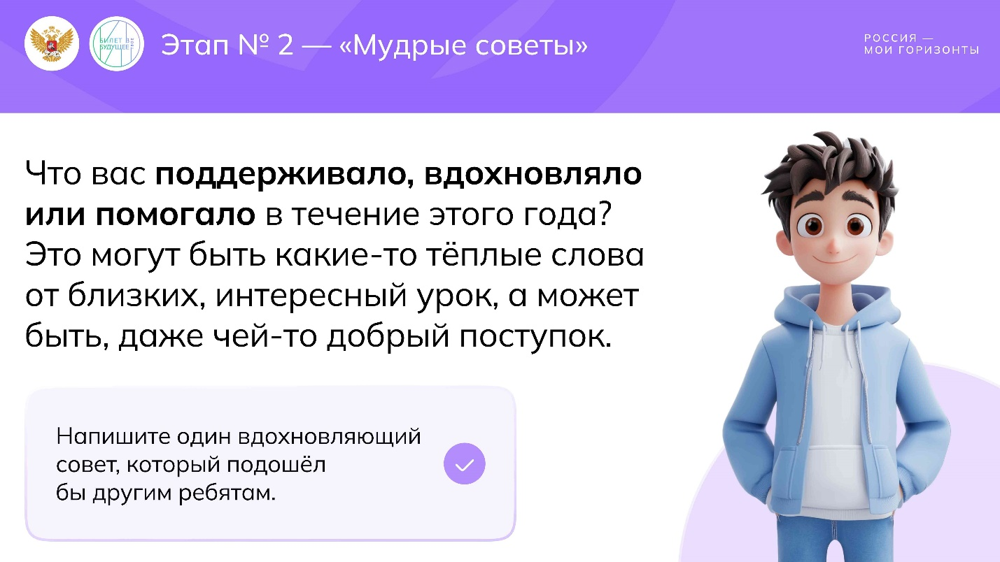 БИЛЕТ В
БУДУЩЕЕ
ТВОЁ
Этап № 2 — «Мудрые советы»
РОССИЯ —
МОИ ГОРИЗОНТЫ
Что вас поддерживало, вдохновляло
или помогало в течение этого года?
Это могут быть какие-то тёплые слова
от близких, интересный урок, а может
быть, даже чей-то добрый поступок.
Напишите один вдохновляющий
совет, который подошёл
бы другим ребятам.